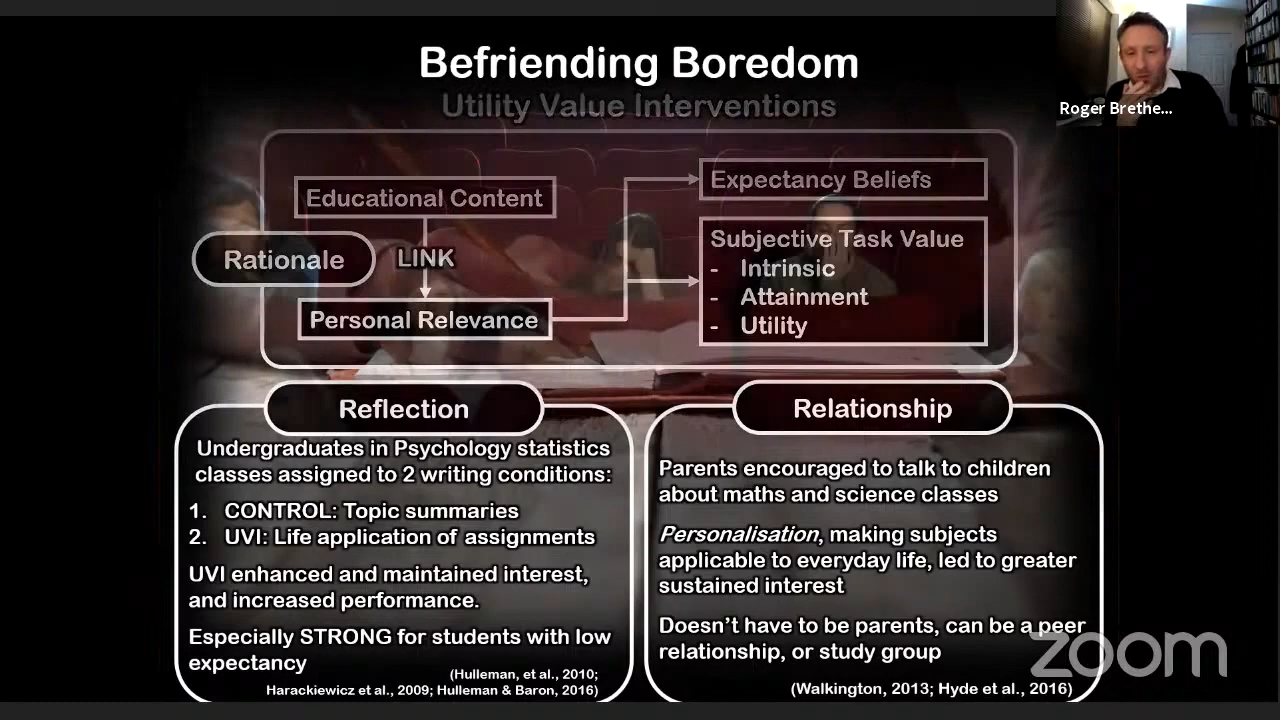 Befriending Boredom
Utility Value Interventions
Roger Brethe...
Educational Content
Rationale
LINK
Personal Relevance
Expectancy Beliefs
Subjective Task Value
- Intrinsic
- Attainment
- Utility
Reflection
Undergraduates in Psychology statistics
classes assigned to 2 writing conditions:
1. CONTROL: Topic summaries
2. UVI: Life application of assignments
UVI enhanced and maintained interest,
and increased performance.
Especially STRONG for students with low
expectancy
(Hulleman, et al., 2010;
Harackiewicz et al., 2009; Hulleman & Baron, 2016)
Relationship
Parents encouraged to talk to children
about maths and science classes
Personalisation, making subjects
applicable to everyday life, led to greater
sustained interest
Doesn't have to be parents, can be a peer
relationship, or study group
(Walkington, 2013; Hyde et al., 2016)
zoom